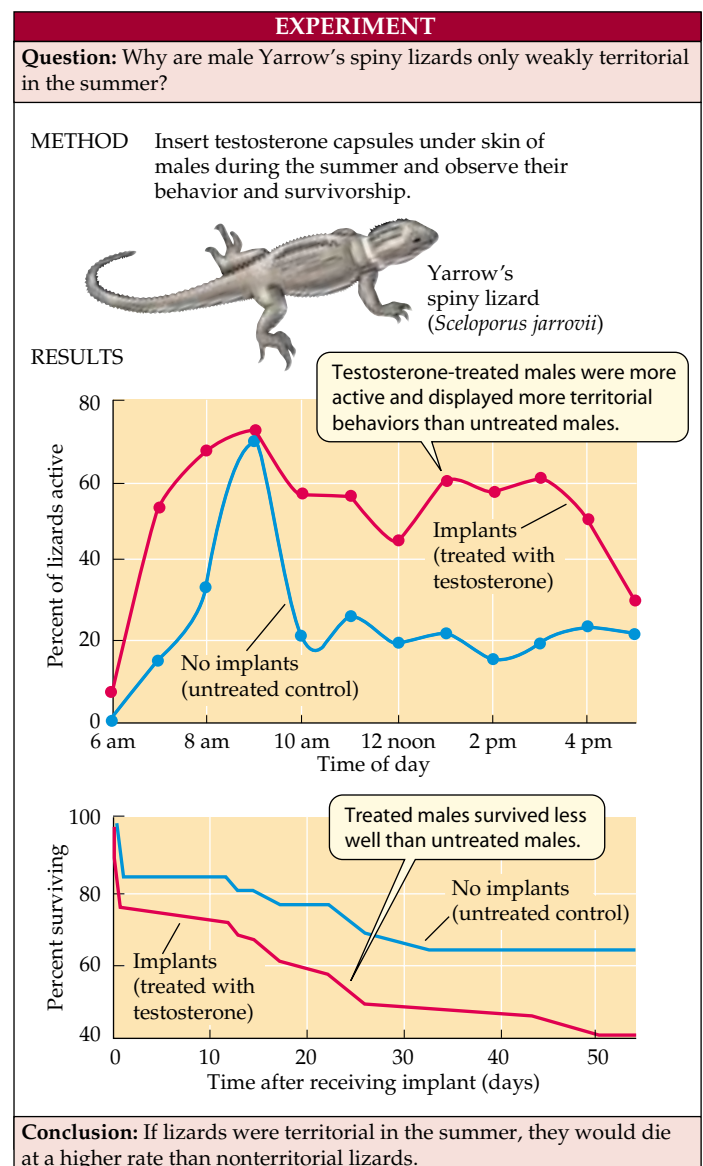 EXPERIMENT
Question: Why are male Yarrow’s spiny lizards only weakly territorial
in the summer?
METHOD Insert testosterone capsules under skin of
males during the summer and observe their
behavior and survivorship.
Yarrow’s
spiny lizard
(Sceloporus jarrovii)
RESULTS
Testosterone-treated males were more
active and displayed more territorial
behaviors than untreated males.
Percent of lizards active
80
60
40
20
0
Implants
(treated with
testosterone)
No implants
(untreated control)
6 am 8 am 10 am 12 noon 2 pm 4 pm
Time of day
Percent surviving
100
80
60
40
Treated males survived less
well than untreated males.
No implants
(untreated control)
Implants
(treated with
testosterone)
0 10 20 30 40 50
Time after receiving implant (days)
Conclusion: If lizards were territorial in the summer, they would die
at a higher rate than nonterritorial lizards.